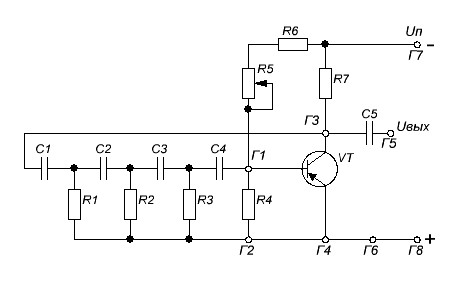 R6
Uп
Г7 −
R5
R7
Г3
C5
Uвых
Г5
C1 C2 C3 C4 Г1
VT
R1 R2 R3 R4
+
Г2 Г4 Г6 Г8